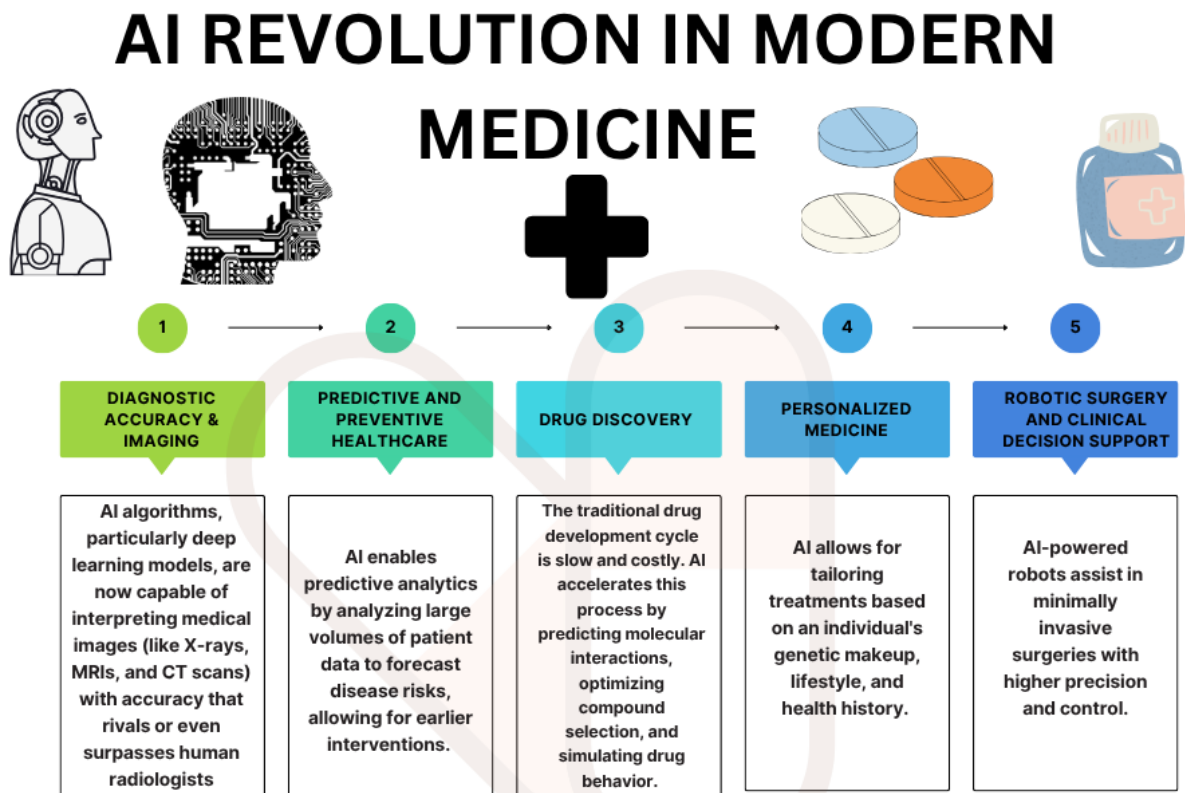 AI REVOLUTION IN MODERN
MEDICINE
1
2
3
4
5
DIAGNOSTIC
ACCURACY &
IMAGING
PREDICTIVE AND
PREVENTIVE
HEALTHCARE
DRUG DISCOVERY
PERSONALIZED
MEDICINE
ROBOTIC SURGERY
AND CLINICAL
DECISION SUPPORT
AI algorithms,
particularly deep
learning models, are
now capable of
interpreting medical
images (like X-rays,
MRIs, and CT scans)
with accuracy that
rivals or even
surpasses human
radiologists
AI enables
predictive analytics
by analyzing large
volumes of patient
data to forecast
disease risks,
allowing for earlier
interventions.
The traditional drug
development cycle
is slow and costly. AI
accelerates this
process by
predicting molecular
interactions,
optimizing
compound
selection, and
simulating drug
behavior.
AI allows for
tailoring
treatments based
on an individual's
genetic makeup,
lifestyle, and
health history.
AI-powered
robots assist in
minimally
invasive
surgeries with
higher precision
and control.